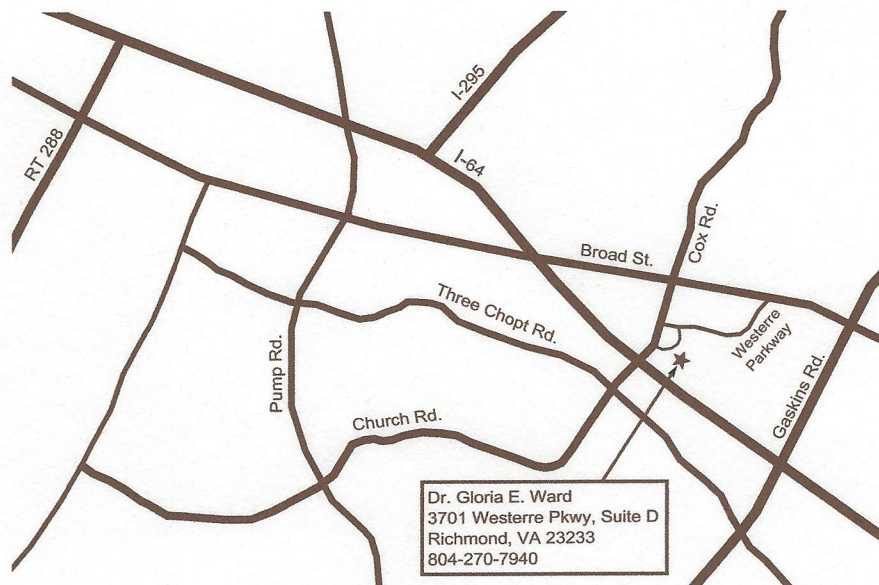 I-295
RT 288
I-64
Cox Rd.
Broad St.
Three Chopt Rd.
Westerre
Parkway
Pump Rd.
Gaskins Rd.
Church Rd.
Dr. Gloria E. Ward
3701 Westerre Pkwy, Suite D
Richmond, VA 23233
804-270-7940